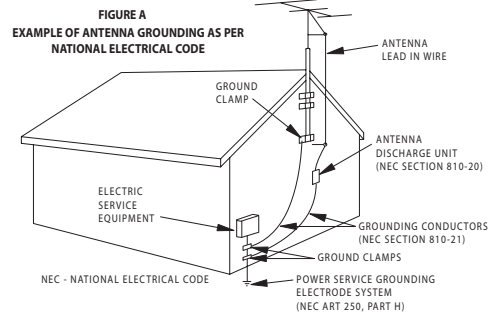 FIGURE A
EXAMPLE OF ANTENNA GROUNDING AS PER
NATIONAL ELECTRICAL CODE
ANTENNA
LEAD IN WIRE
GROUND
CLAMP
ANTENNA
DISCHARGE UNIT
(NEC SECTION 810-20)
ELECTRIC
SERVICE
EQUIPMENT
GROUNDING CONDUCTORS
(NEC SECTION 810-21)
GROUND CLAMPS
NEC - NATIONAL ELECTRICAL CODE
POWER SERVICE GROUNDING
ELECTRODE SYSTEM
(NEC ART 250, PART H)